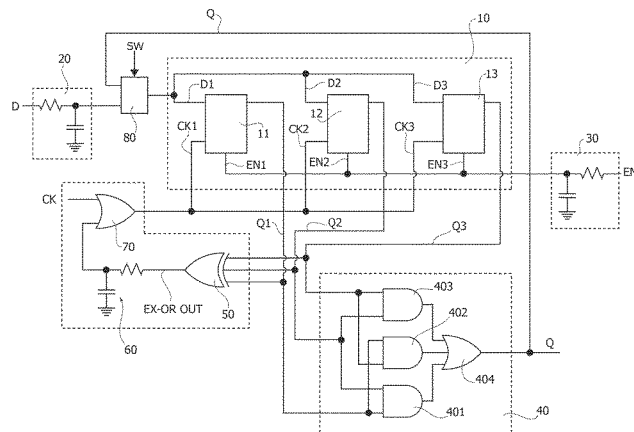 Q
10
SW
20
D
80
D1
D2
D3
13
11
12
CK1
CK2
CK3
30
EN1
EN2
EN3
EN
CK
70
Q1
Q2
Q3
50
EX-OR OUT
60
403
402
Q
404
401
40